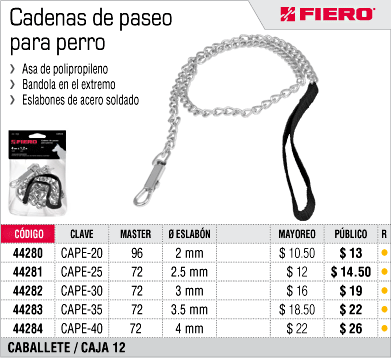 Cadenas de paseo
para perro
FIERO®
❯ Asa de polipropileno
❯ Bandola en el extremo
❯ Eslabones de acero soldado
FIERO
CÓDIGO CLAVE MASTER Ø ESLABÓN MAYOREO PÚBLICO R
44280 CAPE-20 96 2 mm $ 10.50 $ 13
44281 CAPE-25 72 2.5 mm $ 12 $ 14.50
44282 CAPE-30 72 3 mm $ 16 $ 19
44283 CAPE-35 72 3.5 mm $ 18.50 $ 22
44284 CAPE-40 72 4 mm $ 22 $ 26
CABALLETE / CAJA 12